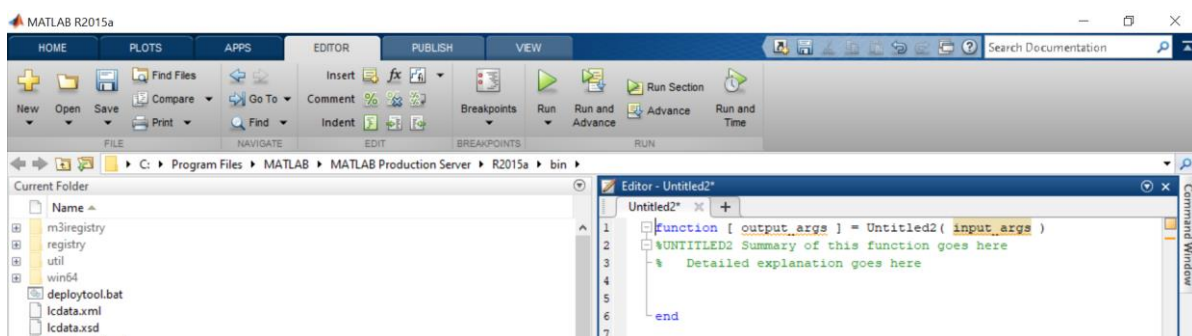 MATLAB R2015a
HOME PLOTS APPS EDITOR PUBLISH VIEW Search Documentation
New Open Save Find Files Compare Print
Go To Find
Insert fx Comment Indent
Breakpoints
Run Run and Advance Run Section Advance Run and Time
FILE NAVIGATE EDIT BREAKPOINTS RUN
C: Program Files MATLAB MATLAB Production Server R2015a bin
Current Folder
Name
m3iregistry
registry
util
win64
deploytool.bat
lcdata.xml
lcdata.xsd
Editor - Untitled2*
Untitled2* +
1 function [ output_args ] = Untitled2( input_args )
2 %UNTITLED2 Summary of this function goes here
3 % Detailed explanation goes here
4
5
6 end
7
Command Window